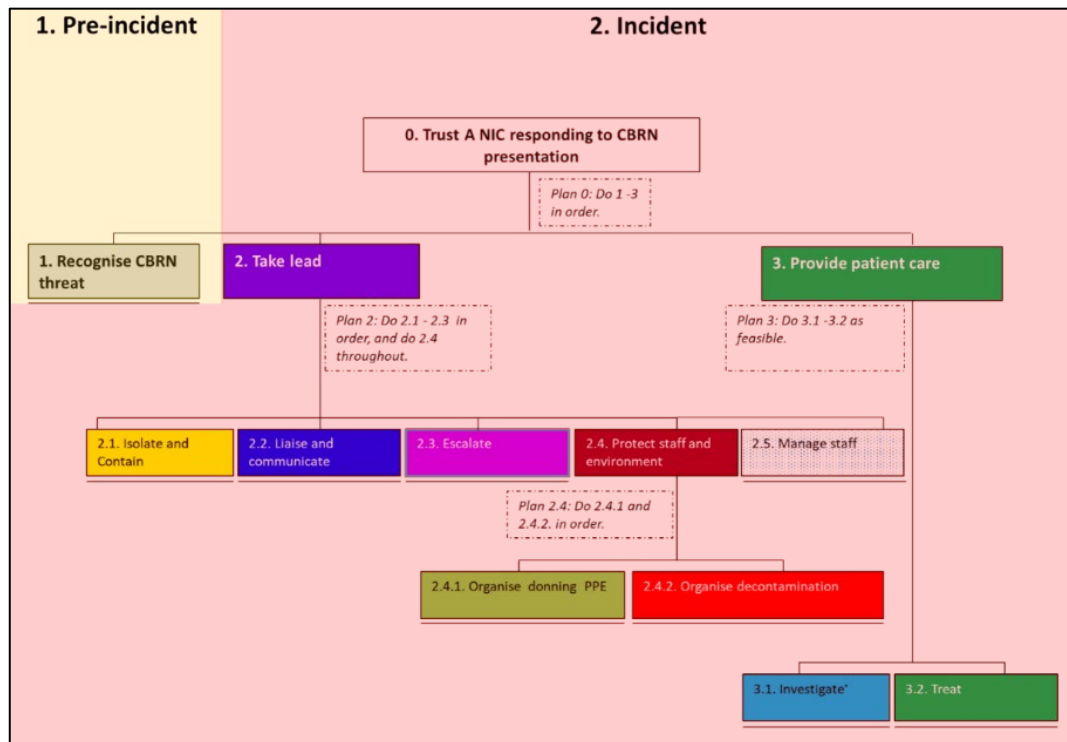 1. Pre-incident
2. Incident
0. Trust A NIC responding to CBRN
presentation
Plan 0: Do 1 -3
in order.
1. Recognise CBRN
threat
2. Take lead
3. Provide patient care
Plan 2: Do 2.1 - 2.3 in
order, and do 2.4
throughout.
Plan 3: Do 3.1 -3.2 as
feasible.
2.1. Isolate and
Contain
2.2. Liaise and
communicate
2.3. Escalate
2.4. Protect staff and
environment
2.5. Manage staff
Plan 2.4: Do 2.4.1 and
2.4.2. in order.
2.4.1. Organise donning PPE
2.4.2. Organise decontamination
3.1. Investigate*
3.2. Treat